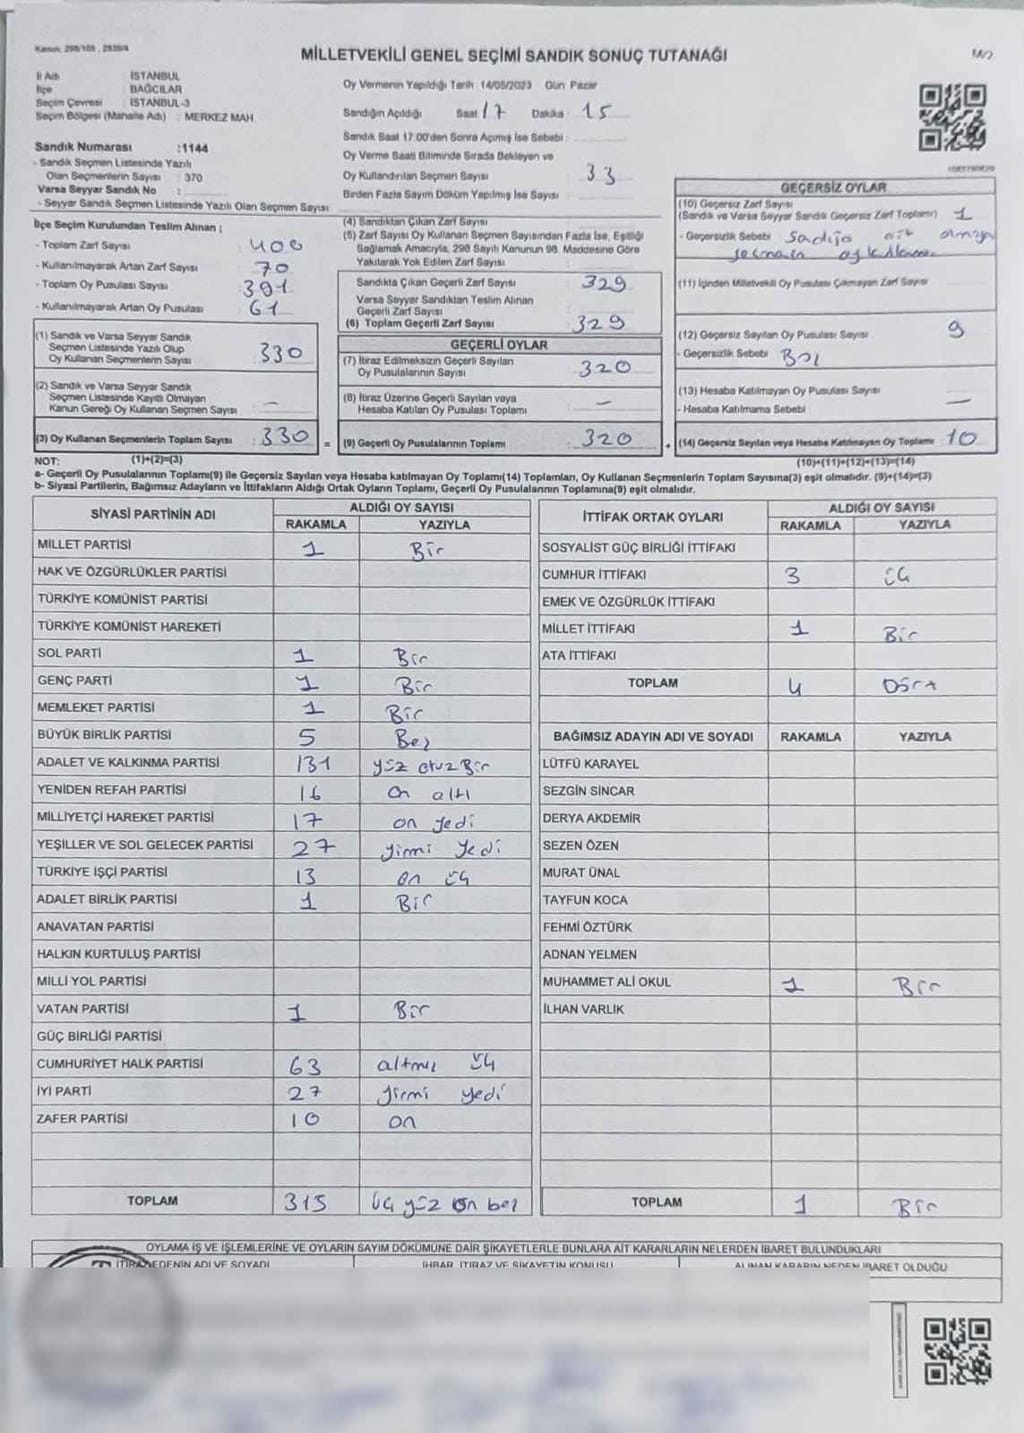 Kanun, 298/105 , 2839/4
MİLLETVEKİLİ GENEL SEÇİMİ SANDIK SONUÇ TUTANAĞI
İl Adı : İSTANBUL
İlçe : BAĞCILAR
Seçim Çevresi : İSTANBUL-3
Seçim Bölgesi (Mahalle Adı) : MERKEZ MAH.
Sandık Numarası :1144
- Sandık Seçmen Listesinde Yazılı
Olan Seçmenlerin Sayısı : 370
Varsa Seyyar Sandık No :
- Seyyar Sandık Seçmen Listesinde Yazılı Olan Seçmen Sayısı :
İlçe Seçim Kurulundan Teslim Alınan ;
- Toplam Zarf Sayısı : 400
- Kullanılmayarak Artan Zarf Sayısı : 70
- Toplam Oy Pusulası Sayısı : 391
- Kullanılmayarak Artan Oy Pusulası : 61
(1) Sandık ve Varsa Seyyar Sandık
Seçmen Listesinde Yazılı Olup
Oy Kullanan Seçmenlerin Sayısı : 330
(2) Sandık ve Varsa Seyyar Sandık
Seçmen Listesinde Kayıtlı Olmayan
Kanun Gereği Oy Kullanan Seçmen Sayısı : —
(3) Oy Kullanan Seçmenlerin Toplam Sayısı : 330
(1)+(2)=(3)
Oy Vermenin Yapıldığı Tarih : 14/05/2023 Gün Pazar
Sandığın Açıldığı Saat : 17 Dakika : 15
Sandık Saat 17.00'den Sonra Açımış İse Sebebi :
Oy Verme Saati Bitiminde Sırada Bekleyen ve
Oy Kullandırılan Seçmen Sayısı : 33
Birden Fazla Sayım Döküm Yapılmış İse Sayısı :
(4) Sandıktan Çıkan Zarf Sayısı
(5) Zarf Sayısı Oy Kullanan Seçmen Sayısından Fazla İse, Eşitliği
Sağlamak Amacıyla, 298 Sayılı Kanunun 98. Maddesine Göre
Yakılarak Yok Edilen Zarf Sayısı :
Sandıkta Çıkan Geçerli Zarf Sayısı : 329
Varsa Seyyar Sandıktan Teslim Alınan
Geçerli Zarf Sayısı :
(6) Toplam Geçerli Zarf Sayısı : 329
GEÇERLİ OYLAR
(7) İtiraz Edilmeksizin Geçerli Sayılan
Oy Pusulalarının Sayısı : 320
(8) İtiraz Üzerine Geçerli Sayılan veya
Hesaba Katılan Oy Pusulası Toplamı : —
= (9) Geçerli Oy Pusulalarının Toplamı : 320
GEÇERSİZ OYLAR
(10) Geçersiz Zarf Sayısı
(Sandık ve Varsa Seyyar Sandık Geçersiz Zarf Toplamı) : 1
- Geçersizlik Sebebi : ait olmayan
seçmenin oy kullanması
(11) İçinden Milletvekili Oy Pusulası Çıkmayan Zarf Sayısı :
(12) Geçersiz Sayılan Oy Pusulası Sayısı : 9
- Geçersizlik Sebebi :
(13) Hesaba Katılmayan Oy Pusulası Sayısı : —
- Hesaba Katılmama Sebebi :
+ (14) Geçersiz Sayılan veya Hesaba Katılmayan Oy Toplamı : 10
(10)+(11)+(12)+(13)=(14)
NOT:
a- Geçerli Oy Pusulalarının Toplamı(9) ile Geçersiz Sayılan veya Hesaba katılmayan Oy Toplamı(14) Toplamları, Oy Kullanan Seçmenlerin Toplam Sayısına(3) eşit olmalıdır. (9)+(14)=(3)
b- Siyasi Partilerin, Bağımsız Adayların ve İttifakların Aldığı Ortak Oyların Toplamı, Geçerli Oy Pusulalarının Toplamına(9) eşit olmalıdır.
SİYASİ PARTİNİN ADI ALDIĞI OY SAYISI
RAKAMLA YAZIYLA
MİLLET PARTİSİ 1 Bir
HAK VE ÖZGÜRLÜKLER PARTİSİ
TÜRKİYE KOMÜNİST PARTİSİ
TÜRKİYE KOMÜNİST HAREKETİ
SOL PARTİ 1 Bir
GENÇ PARTİ 1 Bir
MEMLEKET PARTİSİ 1 Bir
BÜYÜK BİRLİK PARTİSİ 5 Beş
ADALET VE KALKINMA PARTİSİ 131 yüz otuz Bir
YENİDEN REFAH PARTİSİ 16 On altı
MİLLİYETÇİ HAREKET PARTİSİ 17 on yedi
YEŞİLLER VE SOL GELECEK PARTİSİ 27 yirmi yedi
TÜRKİYE İŞÇİ PARTİSİ 13 on üç
ADALET BİRLİK PARTİSİ 1 Bir
ANAVATAN PARTİSİ
HALKIN KURTULUŞ PARTİSİ
MİLLİ YOL PARTİSİ
VATAN PARTİSİ 1 Bir
GÜÇ BİRLİĞİ PARTİSİ
CUMHURİYET HALK PARTİSİ 63 altmış üç
İYİ PARTİ 27 yirmi yedi
ZAFER PARTİSİ 10 on
TOPLAM 315 üç yüz on beş
İTTİFAK ORTAK OYLARI ALDIĞI OY SAYISI
RAKAMLA YAZIYLA
SOSYALİST GÜÇ BİRLİĞİ İTTİFAKI
CUMHUR İTTİFAKI 3 üç
EMEK VE ÖZGÜRLÜK İTTİFAKI
MİLLET İTTİFAKI 1 Bir
ATA İTTİFAKI
TOPLAM 4 Dört
BAĞIMSIZ ADAYIN ADI VE SOYADI RAKAMLA YAZIYLA
LÜTFÜ KARAYEL
SEZGİN SİNCAR
DERYA AKDEMİR
SEZEN ÖZEN
MURAT ÜNAL
TAYFUN KOCA
FEHMİ ÖZTÜRK
ADNAN YELMEN
MUHAMMET ALİ OKUL 1 Bir
İLHAN VARLIK
TOPLAM 1 Bir
OYLAMA İŞ VE İŞLEMLERİNE VE OYLARIN SAYIM DÖKÜMÜNE DAİR ŞİKAYETLERLE BUNLARA AİT KARARLARIN NELERDEN İBARET BULUNDUKLARI
İTİRAZ EDENİN ADI VE SOYADI İHBAR, İTİRAZ VE ŞİKAYETİN KONUSU ALINAN KARARIN NEDEN İBARET OLDUĞU